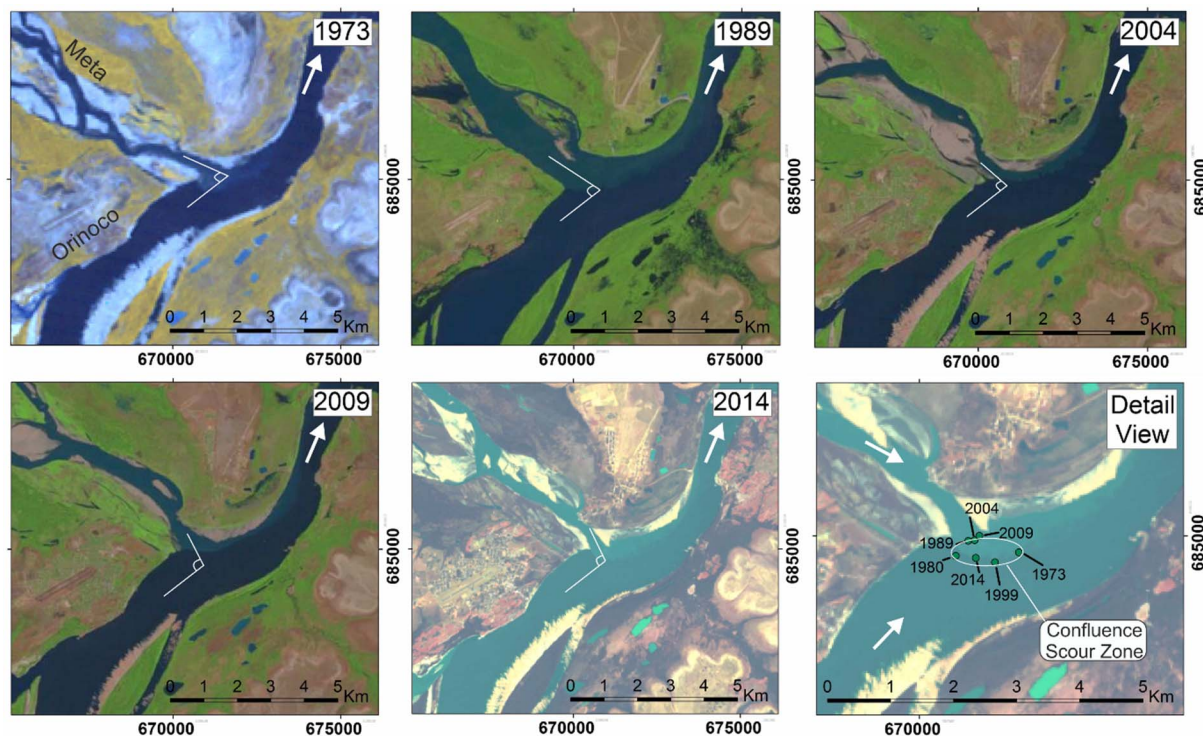 1973
Meta
Orinoco
0 1 2 3 4 5
Km
670000
675000
685000
1989
0 1 2 3 4 5
Km
670000
675000
685000
2004
0 1 2 3 4 5
Km
670000
675000
685000
2009
0 1 2 3 4 5
Km
670000
675000
685000
2014
0 1 2 3 4 5
Km
670000
675000
685000
Detail
View
2004
2009
1989
1980
2014
1999
1973
Confluence
Scour Zone
0 1 2 3 4 5
Km
670000
685000